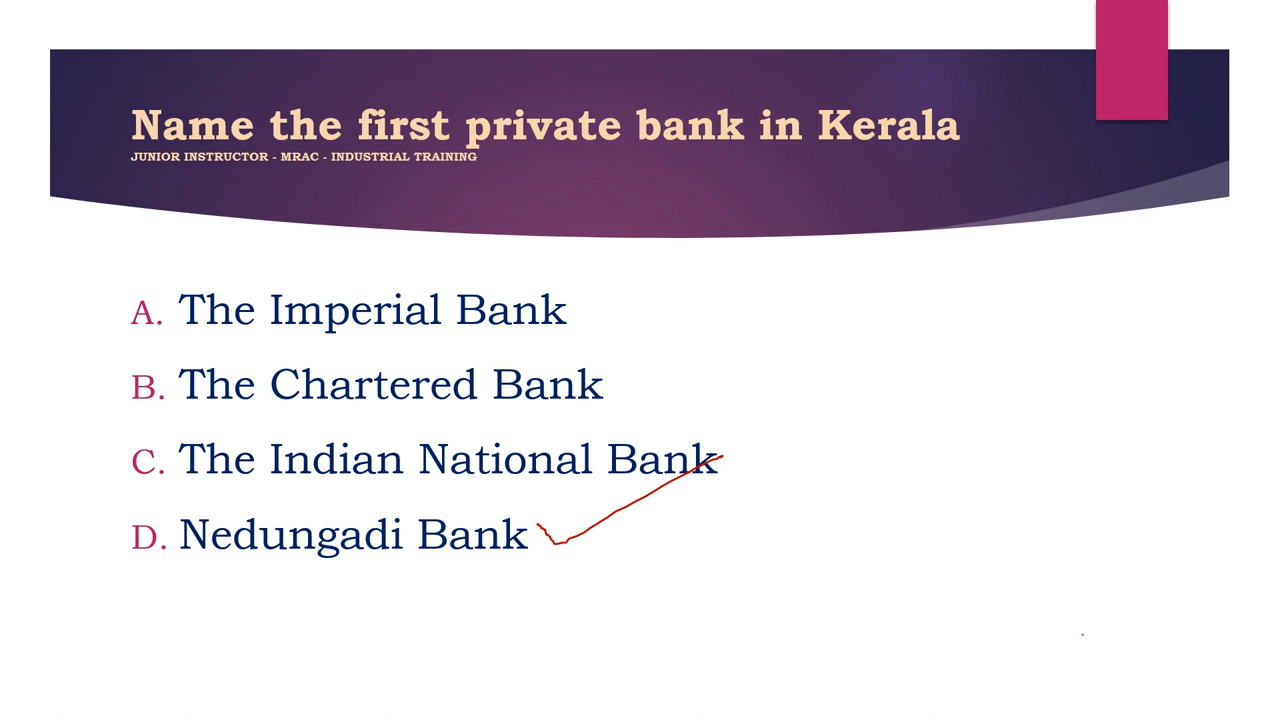 Name the first private bank in Kerala
JUNIOR INSTRUCTOR - MRAC - INDUSTRIAL TRAINING
A. The Imperial Bank
B. The Chartered Bank
C. The Indian National Bank
D. Nedungadi Bank